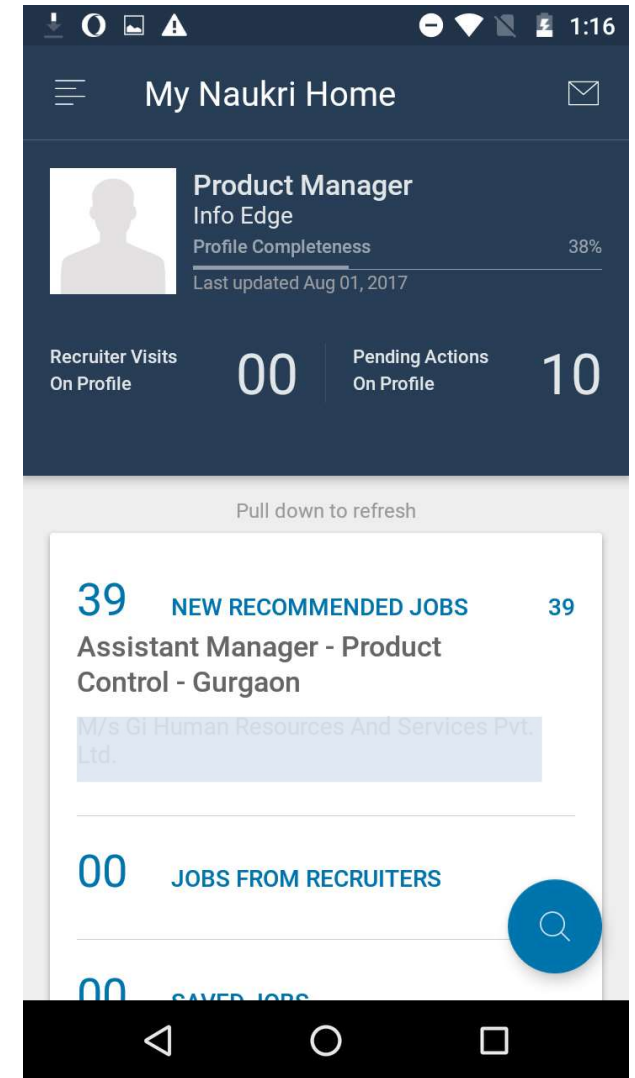 1:16
My Naukri Home
Product Manager
Info Edge
Profile Completeness 38%
Last updated Aug 01, 2017
Recruiter Visits
On Profile
00
Pending Actions
On Profile
10
Pull down to refresh
39 NEW RECOMMENDED JOBS 39
Assistant Manager - Product
Control - Gurgaon
M/s Gi Human Resources And Services Pvt.
Ltd.
00 JOBS FROM RECRUITERS
00 SAVED JOBS